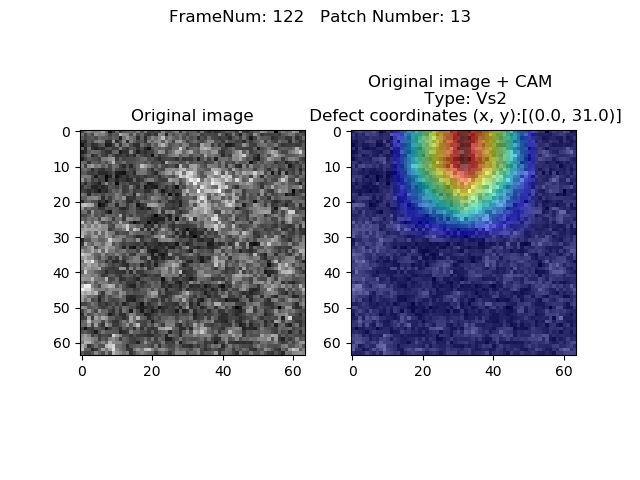 FrameNum: 122   Patch Number: 13
Original image
Original image + CAM
Type: Vs2
Defect coordinates (x, y):[(0.0, 31.0)]
0
10
20
30
40
50
60
0 20 40 60
0
10
20
30
40
50
60
0 20 40 60